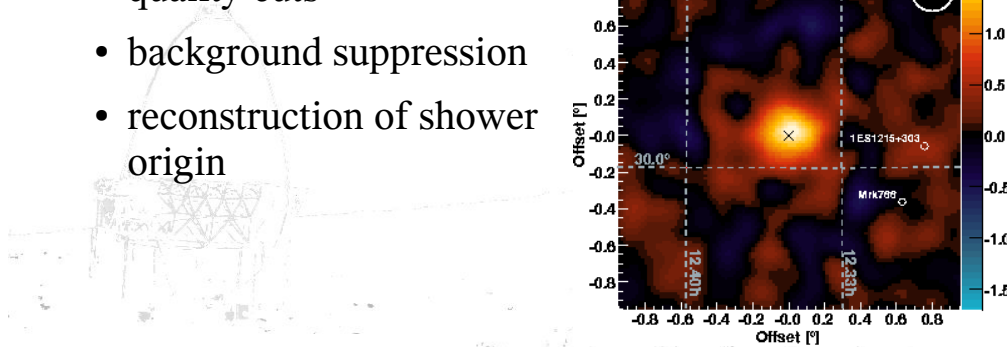 quality cuts
• background suppression
• reconstruction of shower
origin
0.6
0.4
0.2
-0.0
-0.2
-0.4
-0.6
-0.8
Offset [º]
30.0º
12.40h
12.33h
1ES1215+303
Mrk766
-0.8 -0.6 -0.4 -0.2 -0.0 0.2 0.4 0.6 0.8
Offset [º]
1.0
0.5
0.0
-0.5
-1.0
-1.5